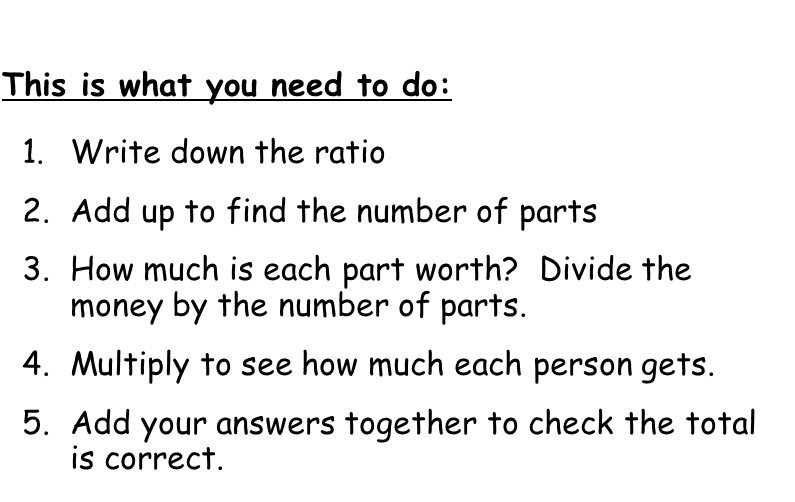 This is what you need to do:
1. Write down the ratio
2. Add up to find the number of parts
3. How much is each part worth? Divide the
money by the number of parts.
4. Multiply to see how much each person gets.
5. Add your answers together to check the total
is correct.